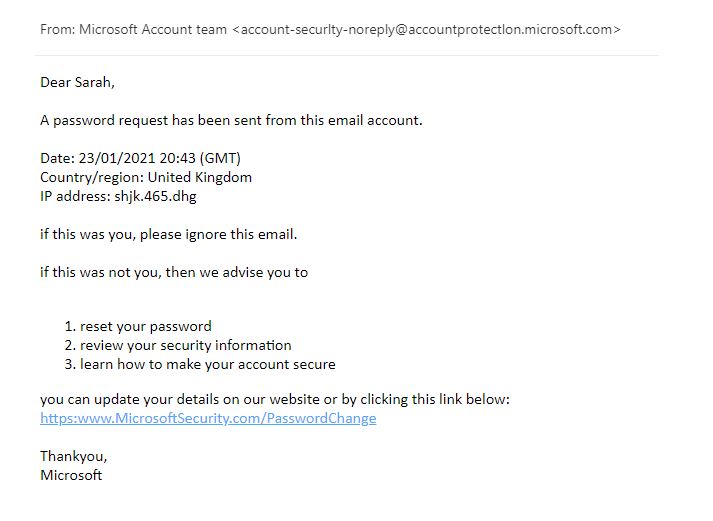 From: Microsoft Account team <account-securlty-noreply@accountprotectlon.microsoft.com>
Dear Sarah,
A password request has been sent from this email account.
Date: 23/01/2021 20:43 (GMT)
Country/region: United Kingdom
IP address: shjk.465.dhg
if this was you, please ignore this email.
if this was not you, then we advise you to
1. reset your password
2. review your security information
3. learn how to make your account secure
you can update your details on our website or by clicking this link below:
https:www.MicrosoftSecurity.com/PasswordChange
Thankyou,
Microsoft